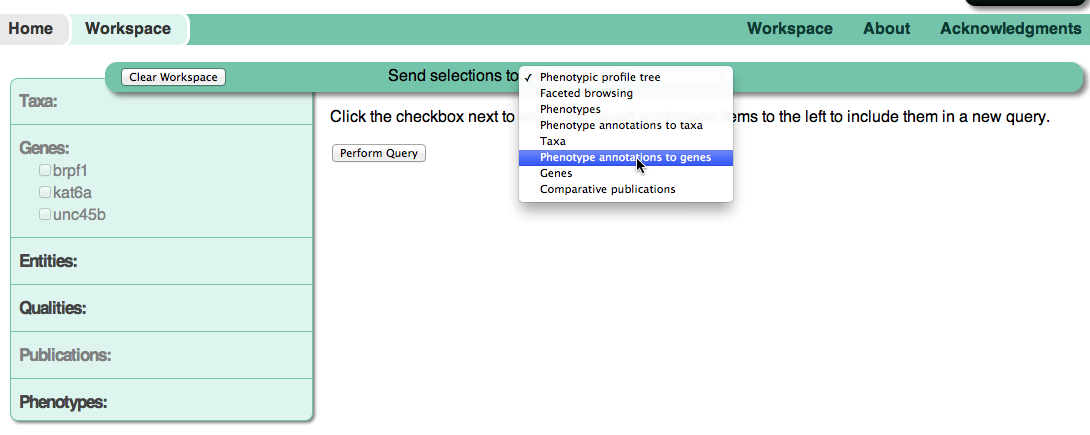 Home Workspace Workspace About Acknowledgments
Clear Workspace Send selections to ✓ Phenotypic profile tree
Faceted browsing
Phenotypes
Phenotype annotations to taxa
Taxa
Phenotype annotations to genes
Genes
Comparative publications
Click the checkbox next to ems to the left to include them in a new query.
Perform Query
Taxa:
Genes:
brpf1
kat6a
unc45b
Entities:
Qualities:
Publications:
Phenotypes: